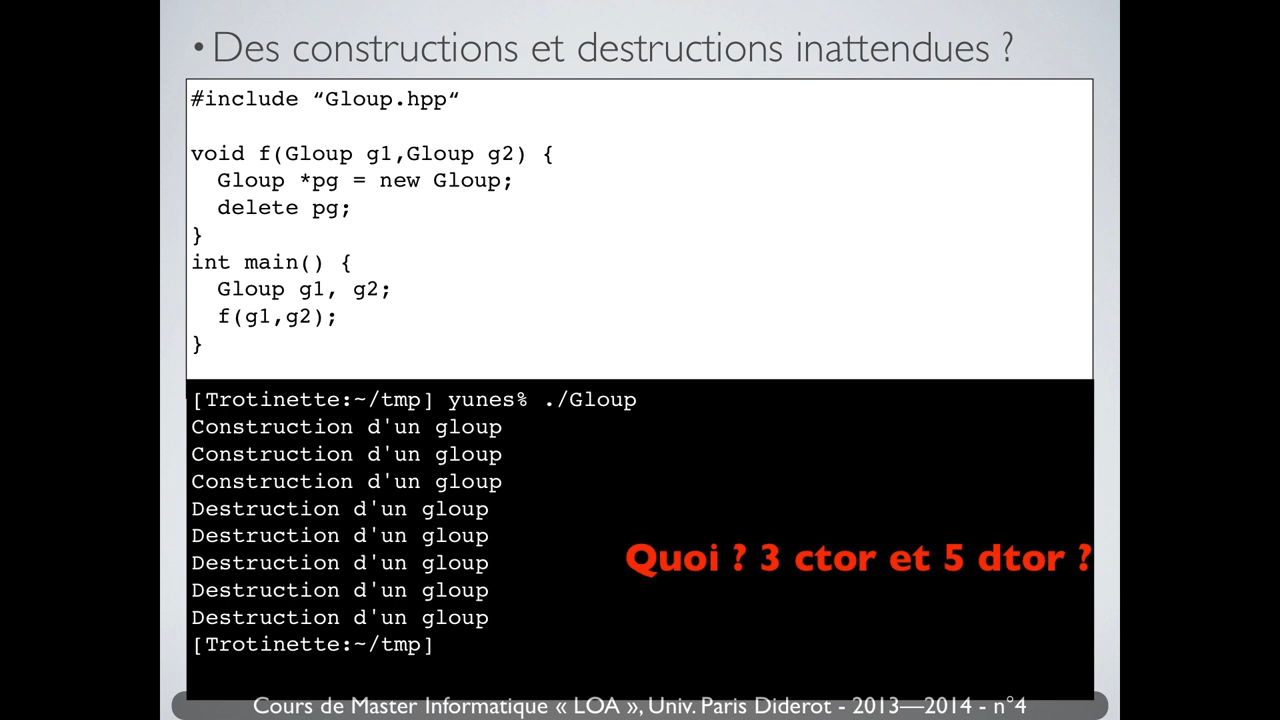 • Des constructions et destructions inattendues ?
#include “Gloup.hpp“
void f(Gloup g1,Gloup g2) {
Gloup *pg = new Gloup;
delete pg;
}
int main() {
Gloup g1, g2;
f(g1,g2);
}
[Trotinette:~/tmp] yunes% ./Gloup
Construction d'un gloup
Construction d'un gloup
Construction d'un gloup
Destruction d'un gloup
Destruction d'un gloup
Destruction d'un gloup
Destruction d'un gloup
Destruction d'un gloup
[Trotinette:~/tmp]
Quoi ? 3 ctor et 5 dtor ?
Cours de Master Informatique « LOA », Univ. Paris Diderot - 2013—2014 - n°4